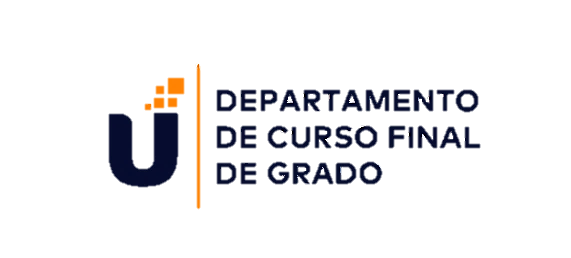 U
DEPARTAMENTO
DE CURSO FINAL
DE GRADO